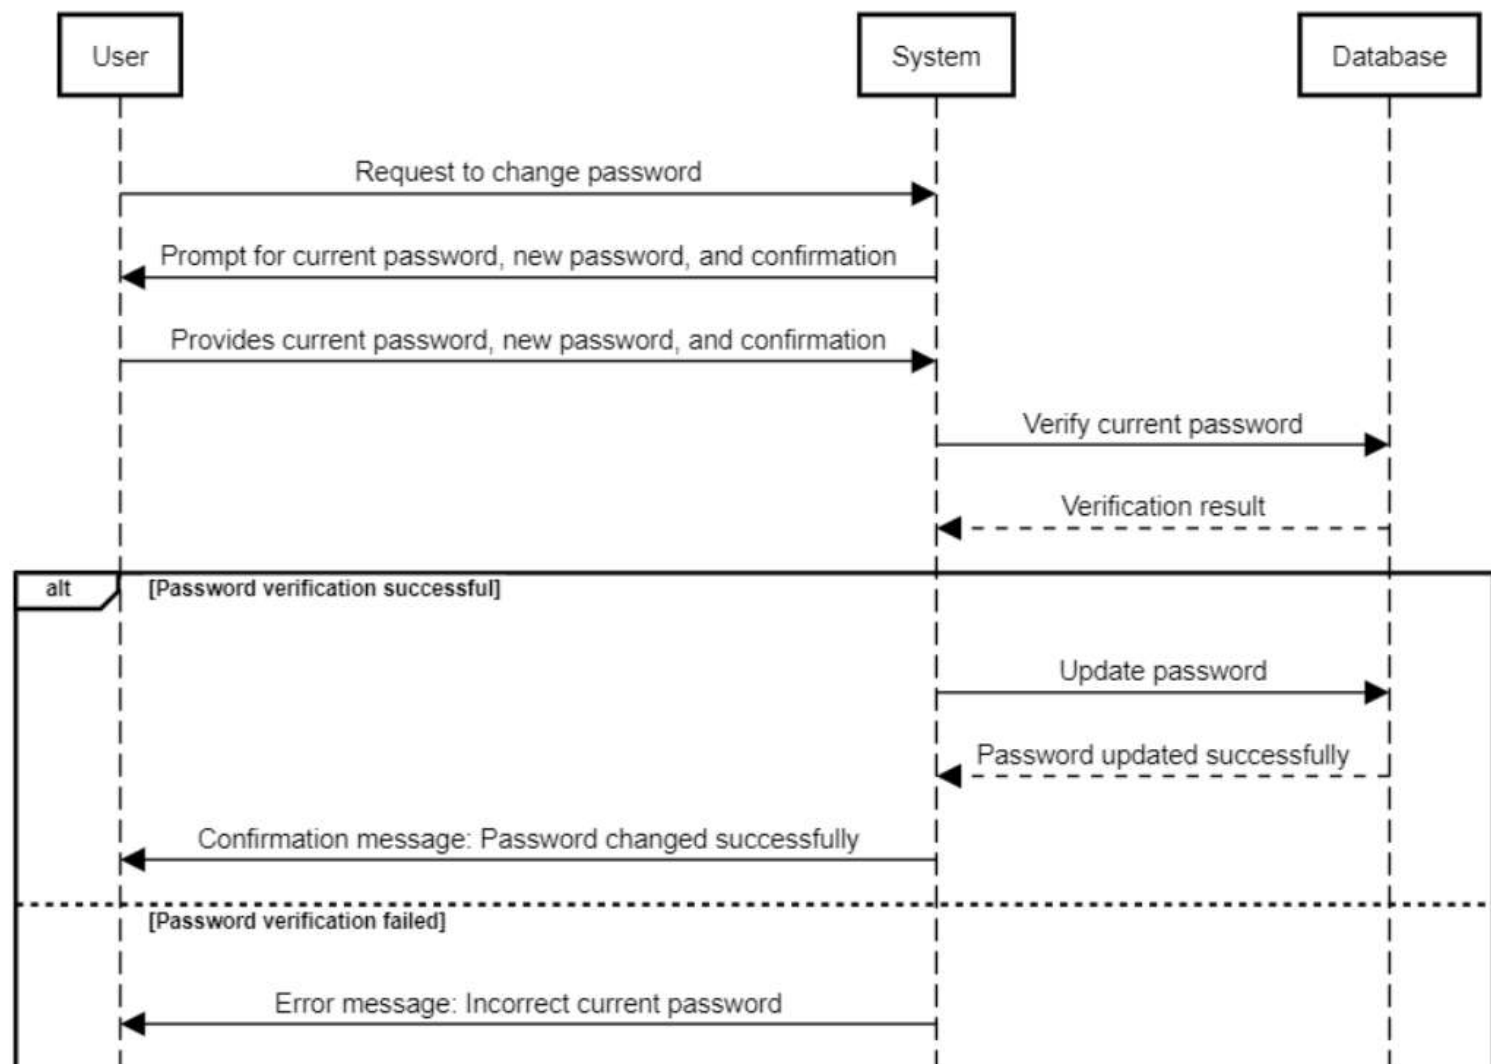 User
System
Database
Request to change password
Prompt for current password, new password, and confirmation
Provides current password, new password, and confirmation
Verify current password
Verification result
alt
[Password verification successful]
Update password
Password updated successfully
Confirmation message: Password changed successfully
[Password verification failed]
Error message: Incorrect current password